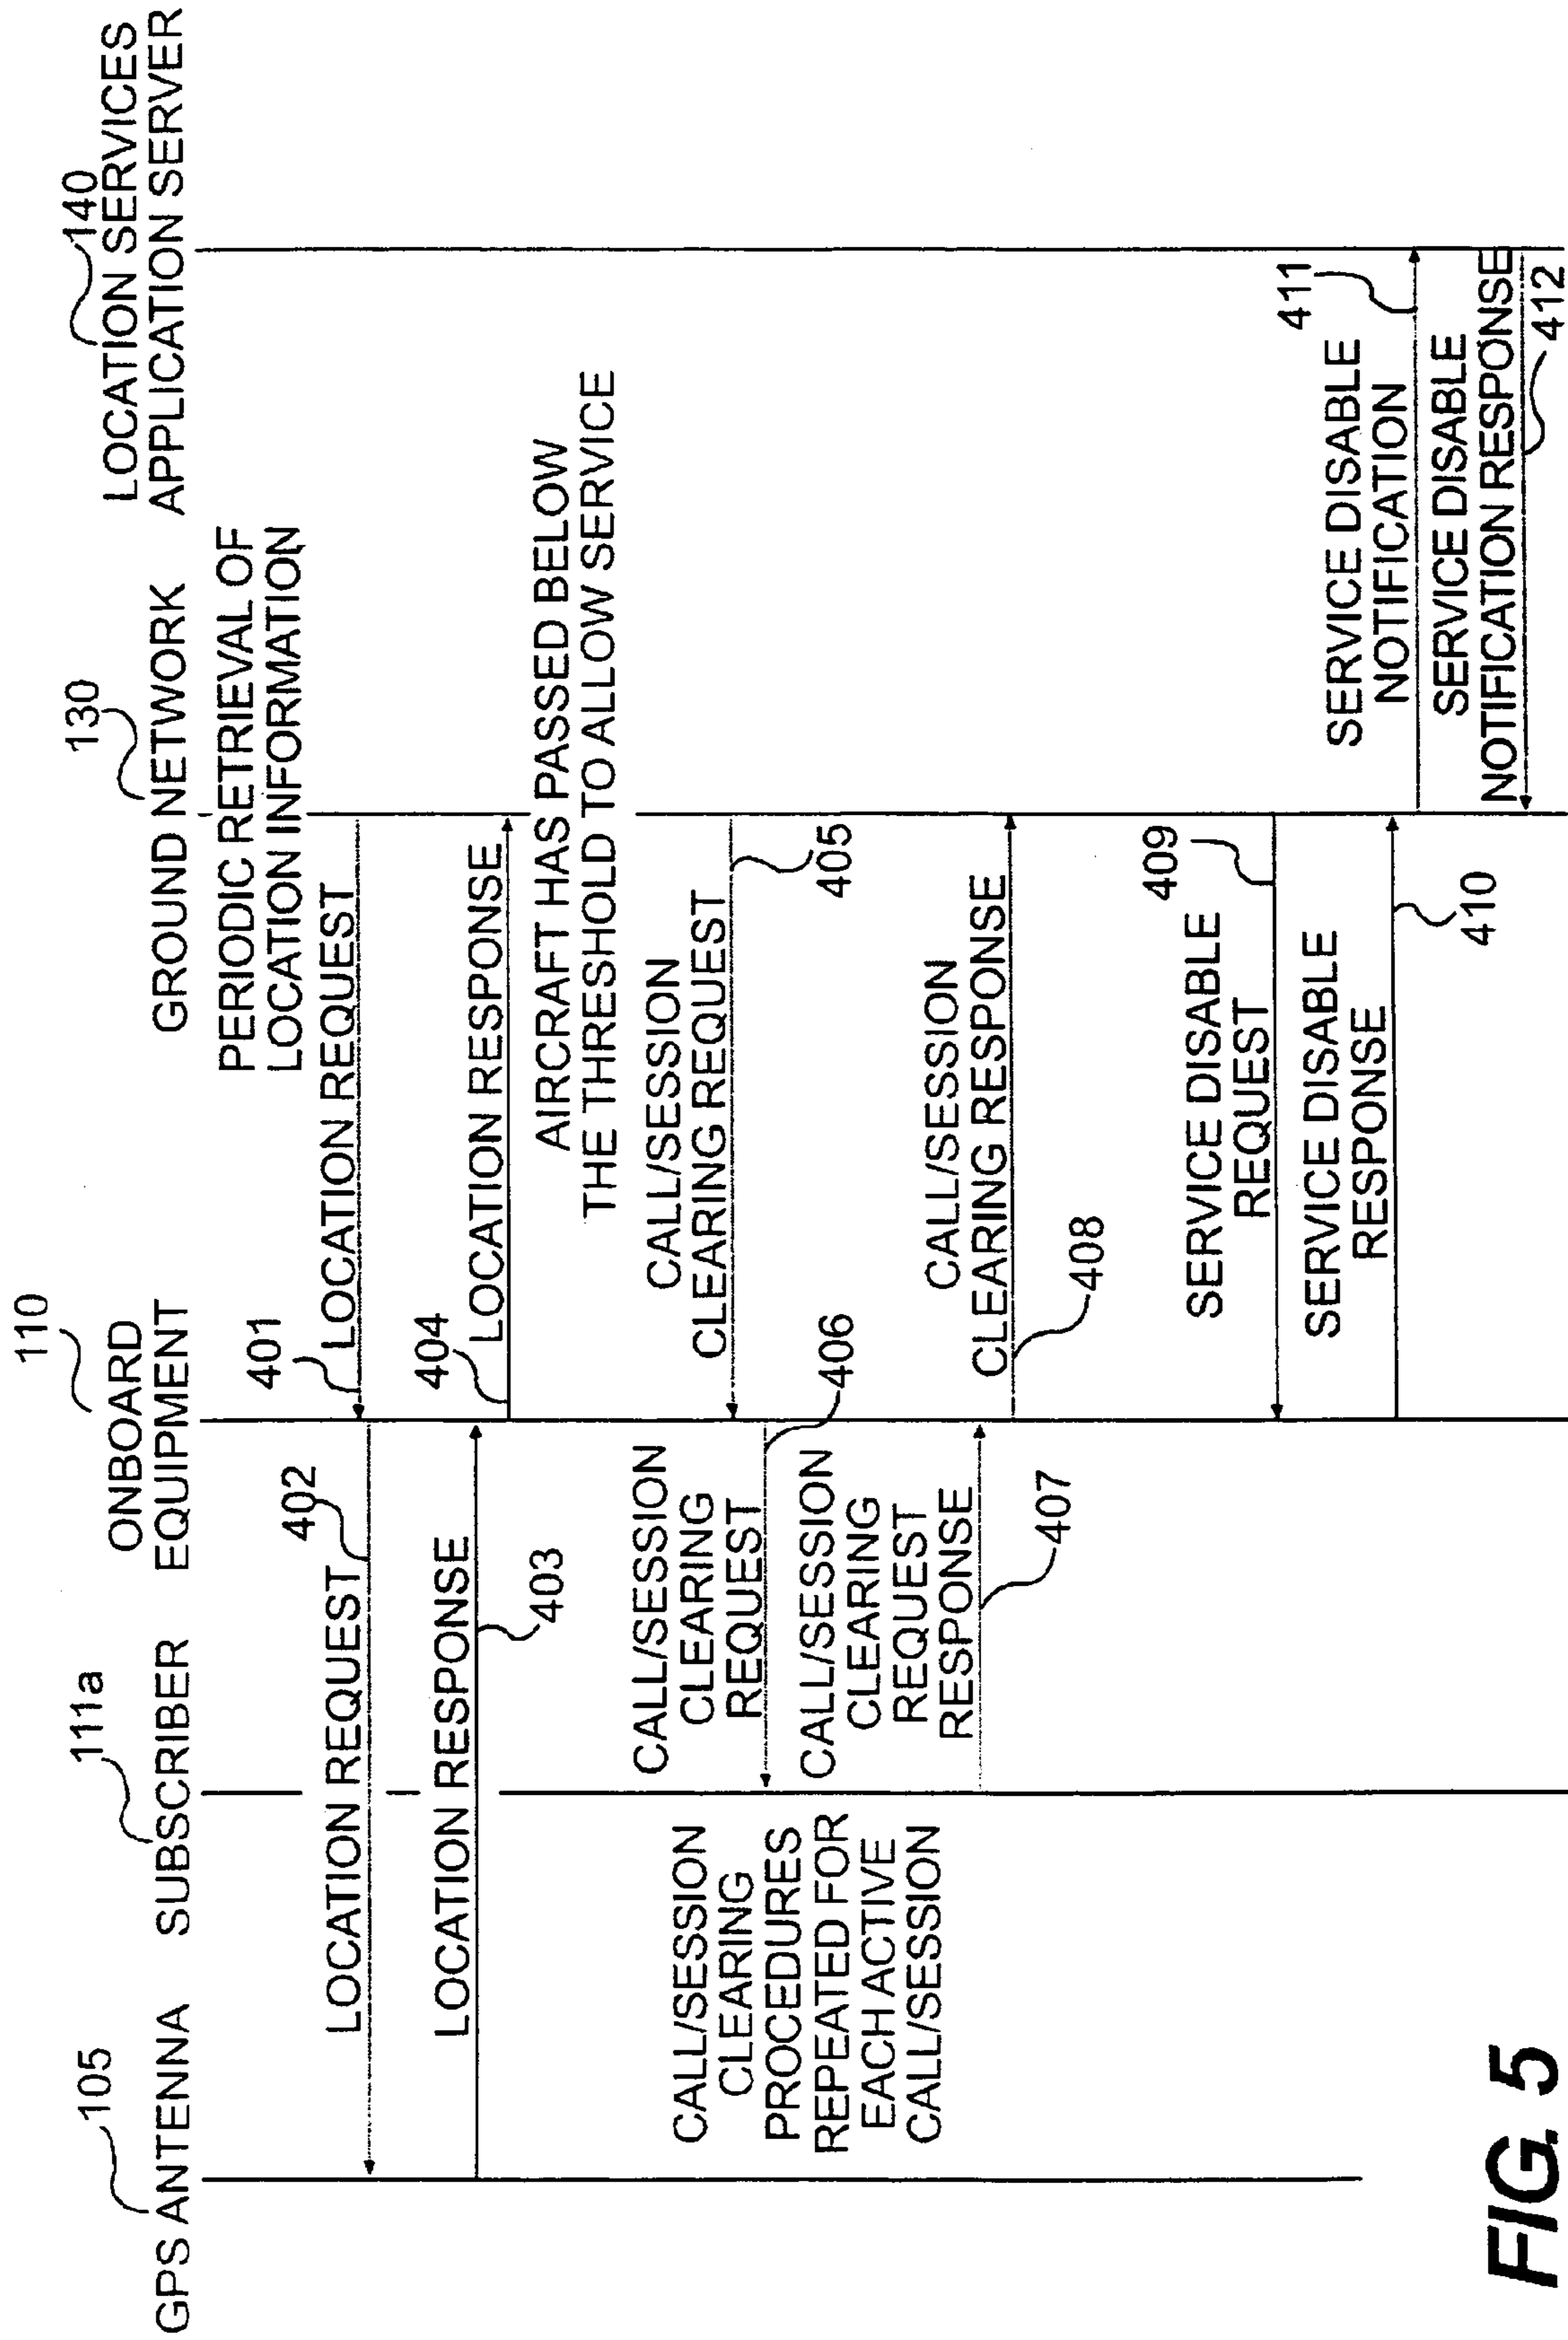 105
GPS ANTENNA
111a
SUBSCRIBER
110
ONBOARD
EQUIPMENT
130
GROUND NETWORK
140
LOCATION SERVICES
APPLICATION SERVER
PERIODIC RETRIEVAL OF
LOCATION INFORMATION
401
LOCATION REQUEST
402
LOCATION REQUEST
LOCATION RESPONSE
403
404
LOCATION RESPONSE
AIRCRAFT HAS PASSED BELOW
THE THRESHOLD TO ALLOW SERVICE
CALL/SESSION
CLEARING REQUEST
405
CALL/SESSION
CLEARING
REQUEST
406
CALL/SESSION
CLEARING
PROCEDURES
REPEATED FOR
EACH ACTIVE
CALL/SESSION
CALL/SESSION
CLEARING
REQUEST
RESPONSE
407
CALL/SESSION
CLEARING RESPONSE
408
409
SERVICE DISABLE
REQUEST
SERVICE DISABLE
RESPONSE
410
411
SERVICE DISABLE
NOTIFICATION
SERVICE DISABLE
NOTIFICATION RESPONSE
412
FIG. 5